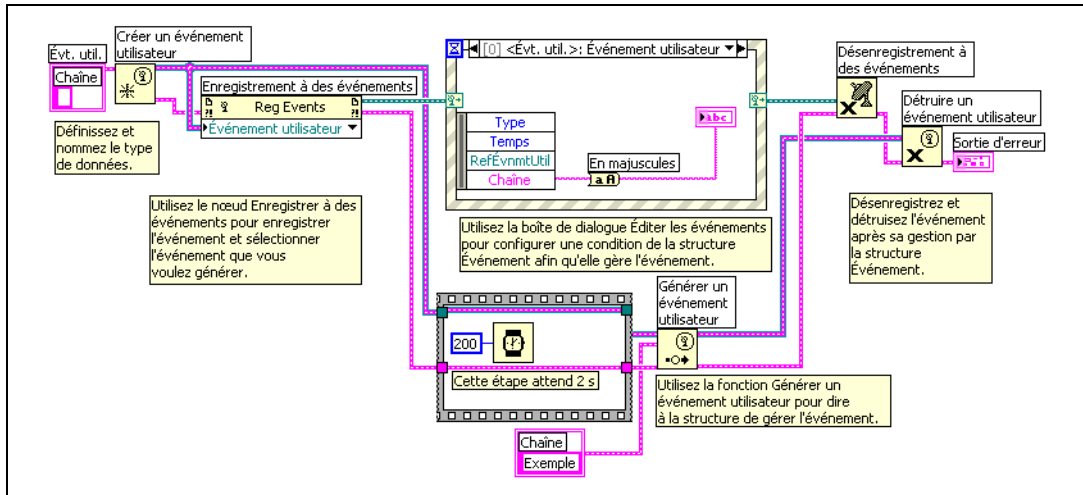 Créer un événement
utilisateur
Évt. util.
Chaîne
Définissez et
nommez le type
de données.
Enregistrement à des événements
Reg Events
Événement utilisateur
Utilisez le nœud Enregistrer à des
événements pour enregistrer
l'événement et sélectionner
l'événement que vous
voulez générer.
[0] <Évt. util.>: Événement utilisateur
Type
Temps
RefÉvnmtUtil
Chaîne
En majuscules
aA
abc
Utilisez la boîte de dialogue Éditer les événements
pour configurer une condition de la structure
Événement afin qu'elle gère l'événement.
Désenregistrement à
des événements
Détruire un
événement utilisateur
Sortie d'erreur
Désenregistrez et
détruisez l'événement
après sa gestion par
la structure
Événement.
Générer un
événement
utilisateur
200
Cette étape attend 2 s
Utilisez la fonction Générer un
événement utilisateur pour dire
à la structure de gérer l'événement.
Chaîne
Exemple